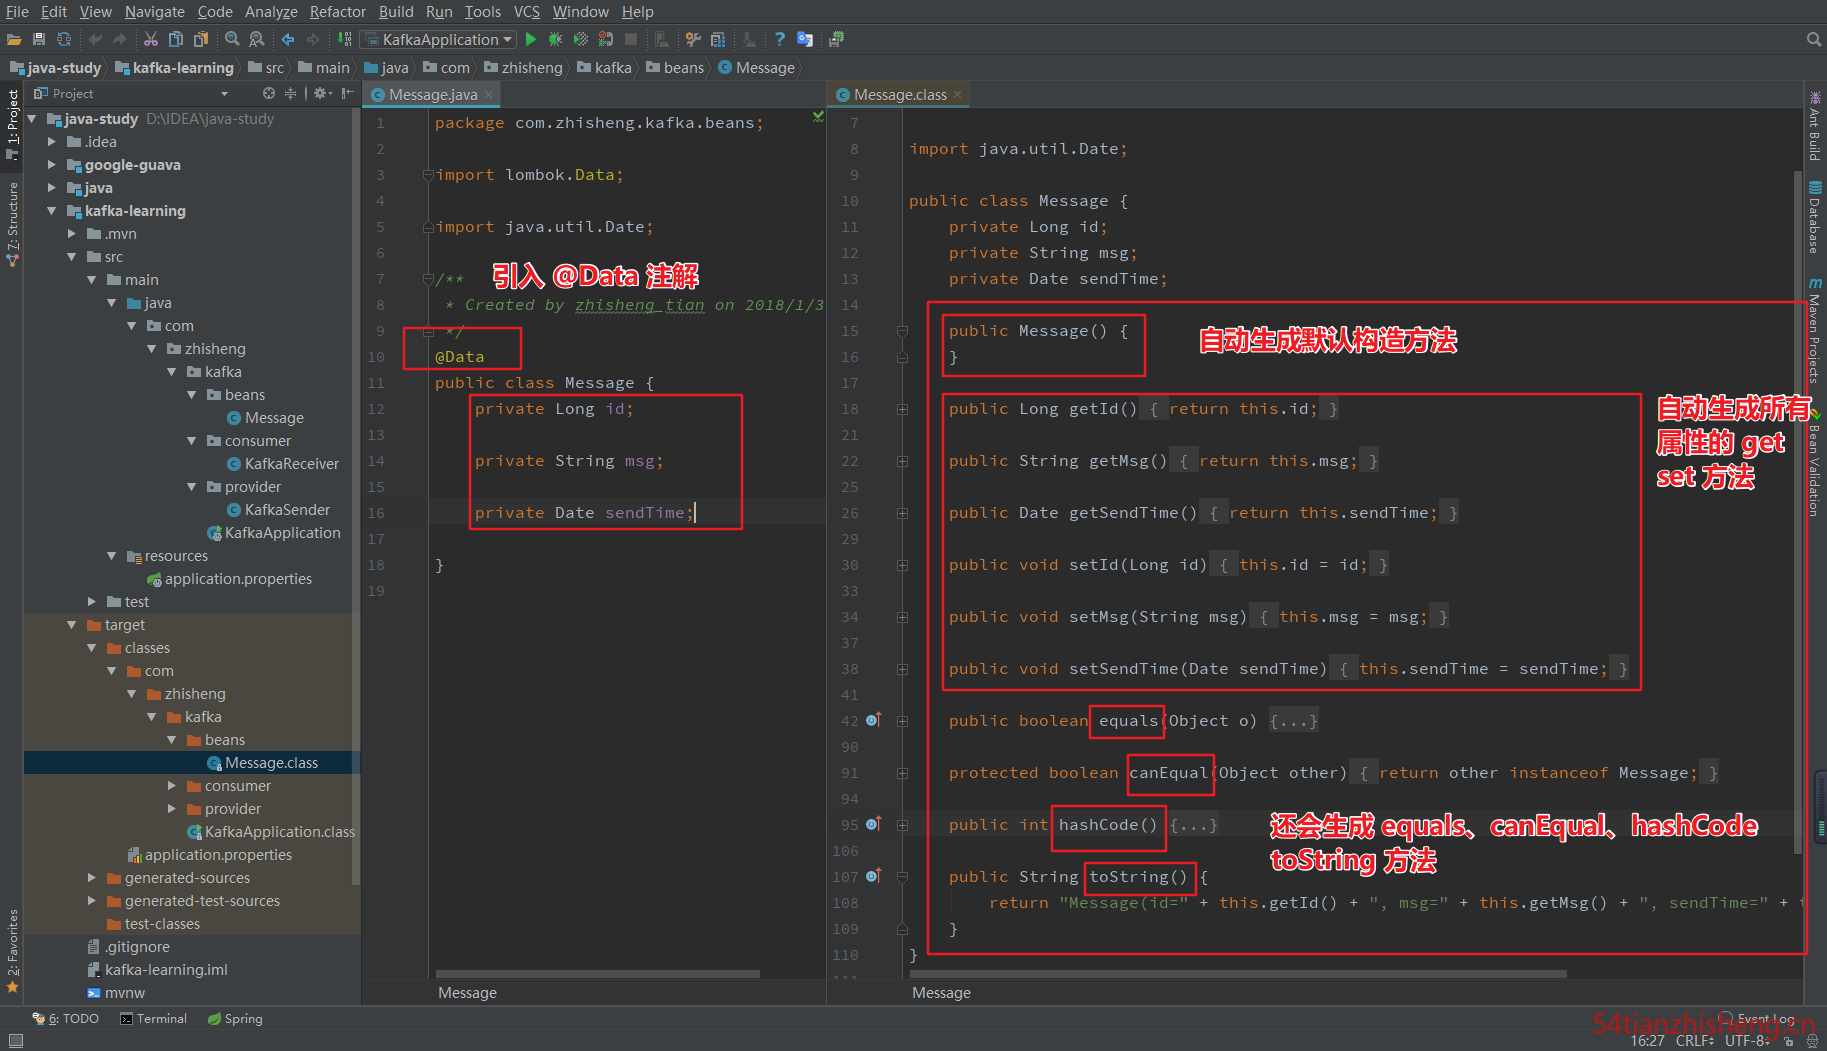 File Edit View Navigate Code Analyze Refactor Build Run Tools VCS Window Help
KafkaApplication
java-study kafka-learning src main java com zhisheng kafka beans Message
Project
1: Project
7: Structure
2: Favorites
java-study D:\IDEA\java-study
.idea
google-guava
java
kafka-learning
.mvn
src
main
java
com
zhisheng
kafka
beans
Message
consumer
KafkaReceiver
provider
KafkaSender
KafkaApplication
resources
application.properties
test
target
classes
com
zhisheng
kafka
beans
Message.class
consumer
provider
KafkaApplication.class
application.properties
generated-sources
generated-test-sources
test-classes
.gitignore
kafka-learning.iml
mvnw
Message.java
1 package com.zhisheng.kafka.beans;
2
3 import lombok.Data;
4
5 import java.util.Date;
6
7 /**
引入 @Data 注解
8 * Created by zhisheng_tian on 2018/1/3
9 */
10 @Data
11 public class Message {
12 private Long id;
13
14 private String msg;
15
16 private Date sendTime;
17
18 }
19
Message
Message.class
7
8 import java.util.Date;
9
10 public class Message {
11 private Long id;
12 private String msg;
13 private Date sendTime;
14
15 public Message() {
16 }
自动生成默认构造方法
17
18 public Long getId() { return this.id; }
21
22 public String getMsg() { return this.msg; }
25
26 public Date getSendTime() { return this.sendTime; }
29
30 public void setId(Long id) { this.id = id; }
33
34 public void setMsg(String msg) { this.msg = msg; }
37
38 public void setSendTime(Date sendTime) { this.sendTime = sendTime; }
自动生成所有
属性的 get
set 方法
41
42 public boolean equals(Object o) {...}
90
91 protected boolean canEqual(Object other) { return other instanceof Message; }
94
95 public int hashCode() {...}
还会生成 equals、canEqual、hashCode
toString 方法
106
107 public String toString() {
108 return "Message(id=" + this.getId() + ", msg=" + this.getMsg() + ", sendTime=" + t
109 }
110 }
111
Message
Ant Build
Database
Maven Projects
Bean Validation
6: TODO Terminal Spring Event Log
54tianzhisheng.cn
16:27 CRLF UTF-8